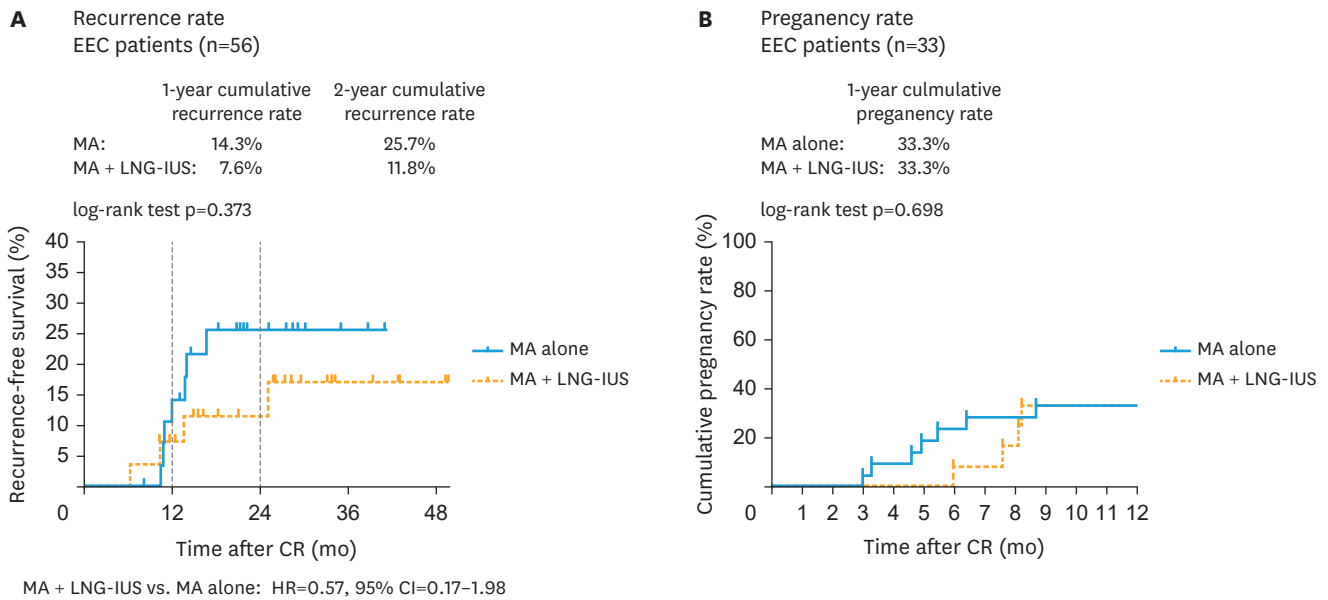 A Recurrence rate
EEC patients (n=56)
1-year cumulative 2-year cumulative
recurrence rate recurrence rate
MA: 14.3% 25.7%
MA + LNG-IUS: 7.6% 11.8%
log-rank test p=0.373
Recurrence-free survival (%)
40
35
30
25
20
15
10
5
0 12 24 36 48
Time after CR (mo)
MA alone
MA + LNG-IUS
MA + LNG-IUS vs. MA alone: HR=0.57, 95% CI=0.17–1.98
B Preganency rate
EEC patients (n=33)
1-year culmulative
preganency rate
MA alone: 33.3%
MA + LNG-IUS: 33.3%
log-rank test p=0.698
Cumulative pregnancy rate (%)
100
80
60
40
20
0 1 2 3 4 5 6 7 8 9 10 11 12
Time after CR (mo)
MA alone
MA + LNG-IUS